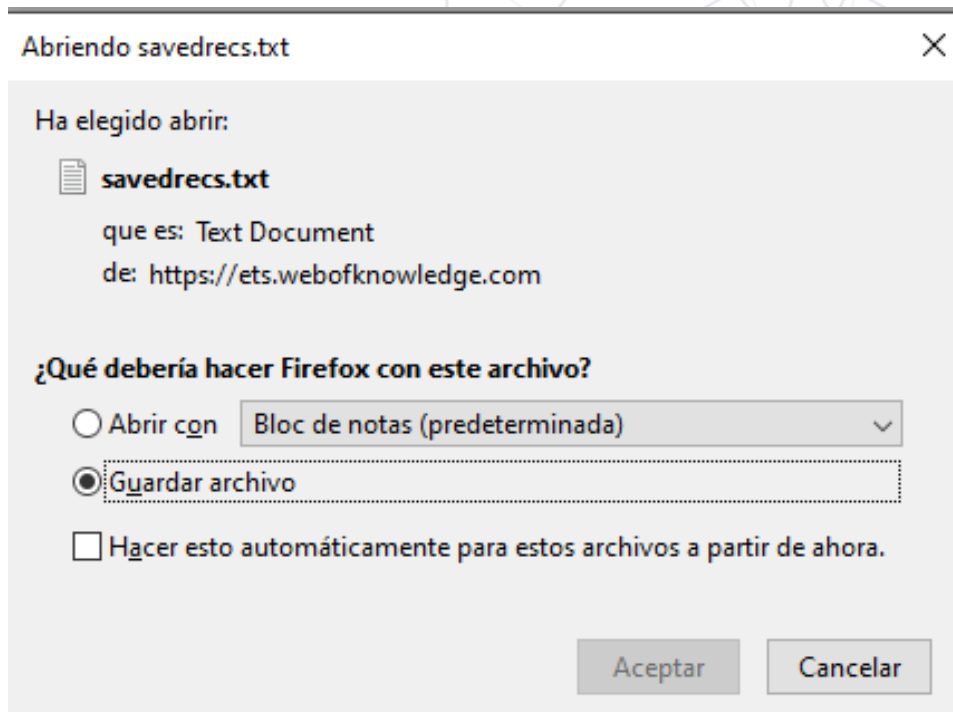 Abriendo savedrecs.txt
Ha elegido abrir:
savedrecs.txt
que es: Text Document
de: https://ets.webofknowledge.com
¿Qué debería hacer Firefox con este archivo?
Abrir con Bloc de notas (predeterminada)
Guardar archivo
Hacer esto automáticamente para estos archivos a partir de ahora.
Aceptar Cancelar